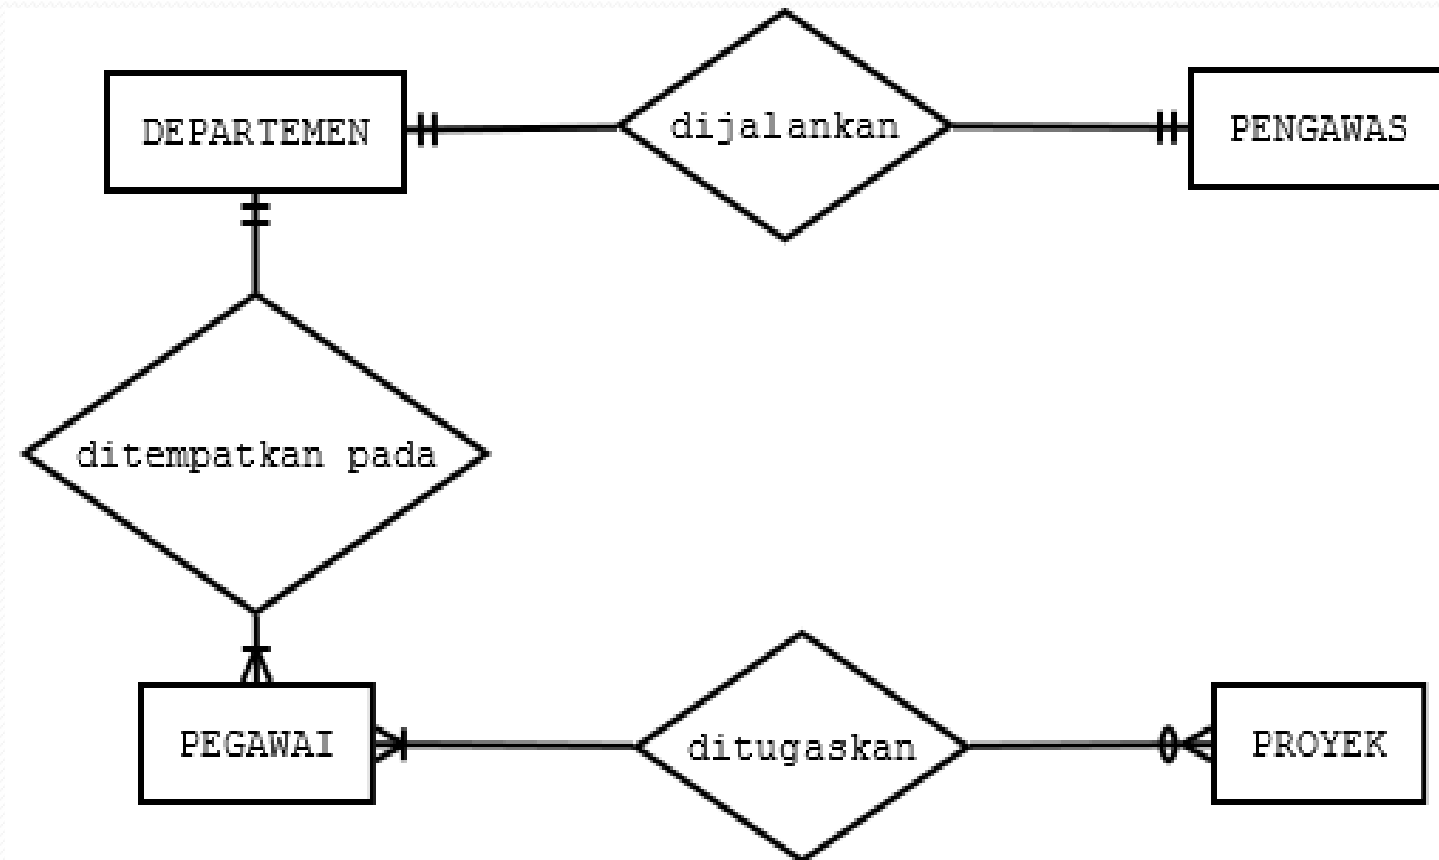 DEPARTEMEN
dijalankan
PENGAWAS
ditempatkan pada
PEGAWAI
ditugaskan
PROYEK